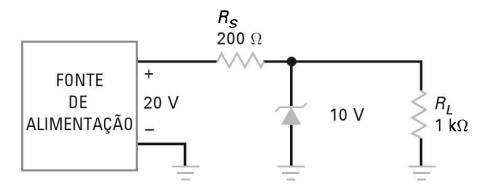 R_S
200 Ω
FONTE
DE
ALIMENTAÇÃO
+
20 V
–
10 V
R_L
1 kΩ